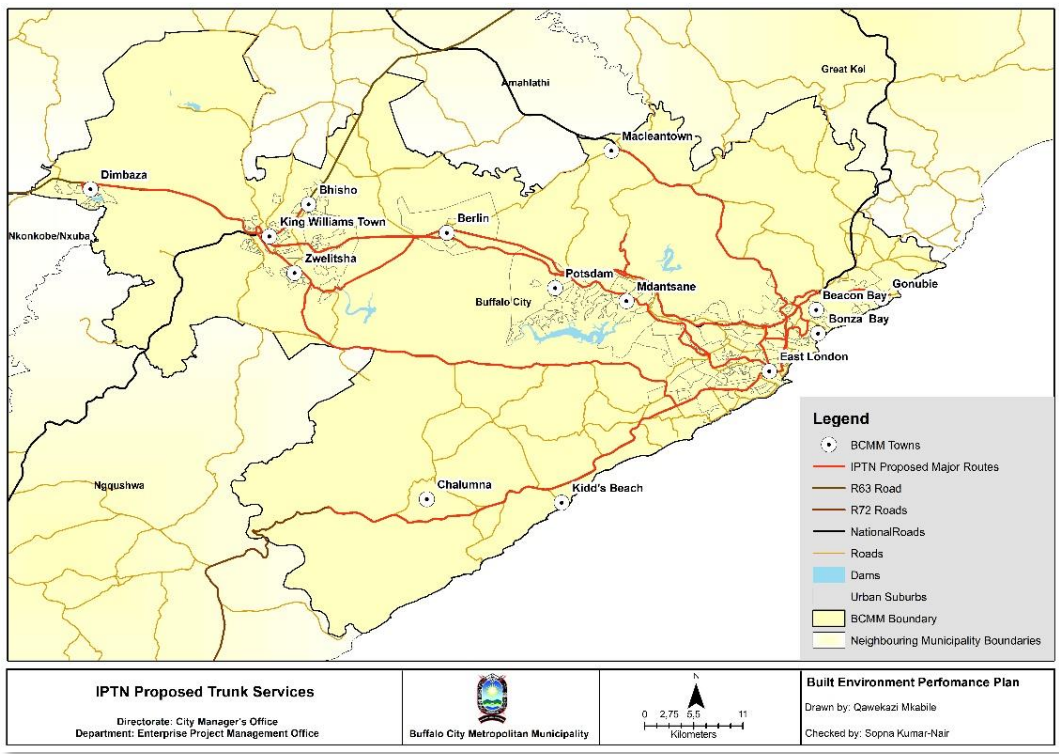 Amahlathi
Great Kei
Macleantown
Dimbaza
Bhisho
King Williams Town
Berlin
Nkonkobe/Nxuba
Zwelitsha
Potsdam
Mdantsane
Buffalo City
Gonubie
Beacon Bay
Bonza Bay
East London
Ngqushwa
Chalumna
Kidd's Beach
Legend
BCMM Towns
IPTN Proposed Major Routes
R63 Road
R72 Roads
NationalRoads
Roads
Dams
Urban Suburbs
BCMM Boundary
Neighbouring Municipality Boundaries
IPTN Proposed Trunk Services
Directorate: City Manager's Office
Department: Enterprise Project Management Office
Buffalo City Metropolitan Municipality
N
0 2,75 5,5 11
Kilometers
Built Environment Perfomance Plan
Drawn by: Qawekazi Mkabile
Checked by: Sopna Kumar-Nair